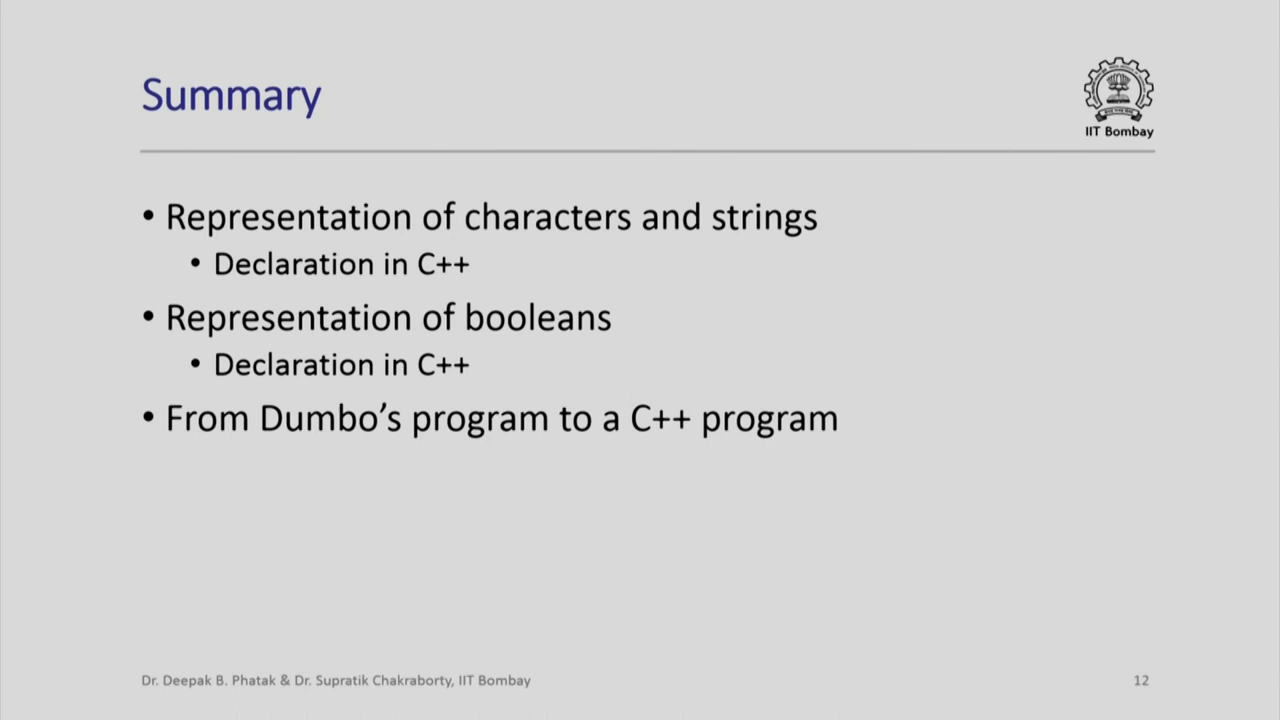 Summary
IIT Bombay
• Representation of characters and strings
• Declaration in C++
• Representation of booleans
• Declaration in C++
• From Dumbo’s program to a C++ program
Dr. Deepak B. Phatak & Dr. Supratik Chakraborty, IIT Bombay
12